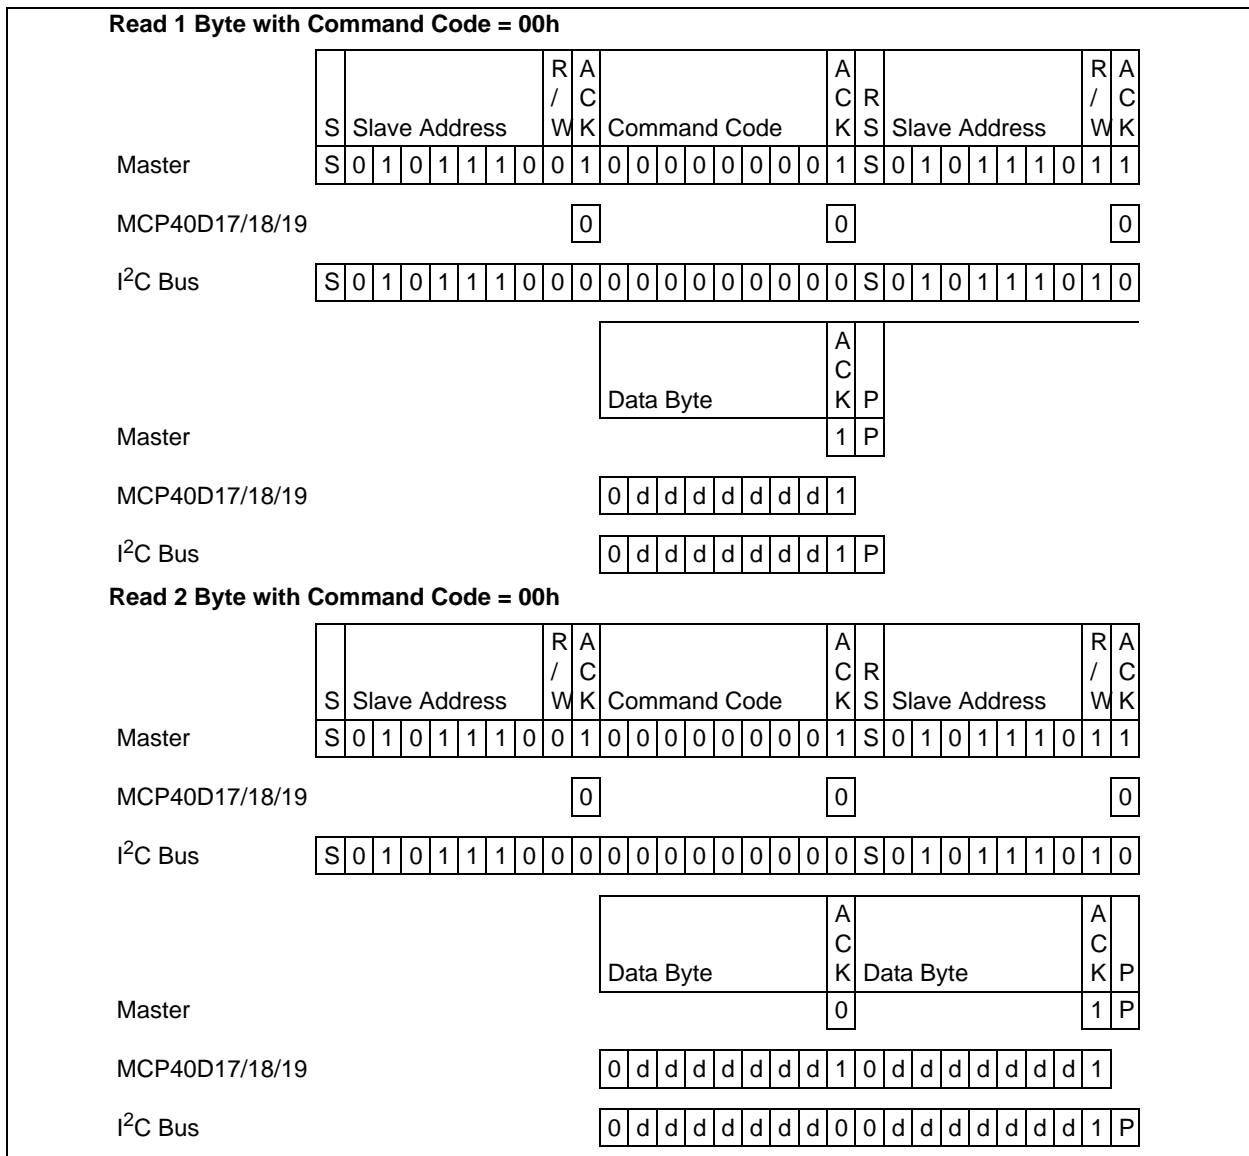 Read 1 Byte with Command Code = 00h
R A A R A
/ C C R / C
S Slave Address W K Command Code K S Slave Address W K
Master S 0 1 0 1 1 1 0 0 1 0 0 0 0 0 0 0 0 1 S 0 1 0 1 1 1 0 1 1
MCP40D17/18/19 0 0 0
I2C Bus S 0 1 0 1 1 1 0 0 0 0 0 0 0 0 0 0 0 0 S 0 1 0 1 1 1 0 1 0
A
C
Data Byte K P
Master 1 P
MCP40D17/18/19 0 d d d d d d d 1
I2C Bus 0 d d d d d d d 1 P
Read 2 Byte with Command Code = 00h
R A A R A
/ C C R / C
S Slave Address W K Command Code K S Slave Address W K
Master S 0 1 0 1 1 1 0 0 1 0 0 0 0 0 0 0 0 1 S 0 1 0 1 1 1 0 1 1
MCP40D17/18/19 0 0 0
I2C Bus S 0 1 0 1 1 1 0 0 0 0 0 0 0 0 0 0 0 0 S 0 1 0 1 1 1 0 1 0
A A
C C
Data Byte K Data Byte K P
Master 0 1 P
MCP40D17/18/19 0 d d d d d d d 1 0 d d d d d d d 1
I2C Bus 0 d d d d d d d 0 0 d d d d d d d 1 P